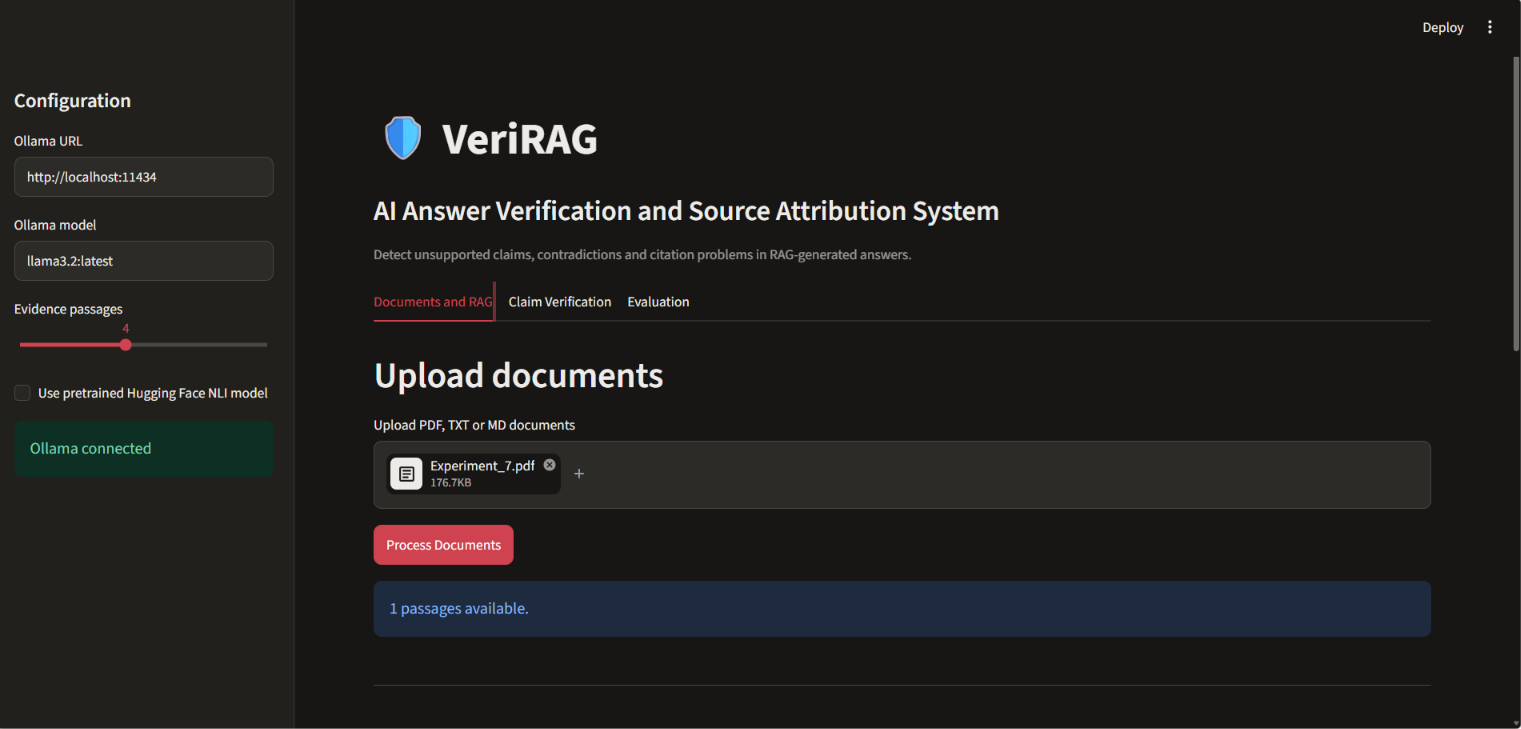 Deploy
Configuration
Ollama URL
http://localhost:11434
Ollama model
llama3.2:latest
Evidence passages
4
Use pretrained Hugging Face NLI model
Ollama connected
VeriRAG
AI Answer Verification and Source Attribution System
Detect unsupported claims, contradictions and citation problems in RAG-generated answers.
Documents and RAG Claim Verification Evaluation
Upload documents
Upload PDF, TXT or MD documents
Experiment_7.pdf
176.7KB
Process Documents
1 passages available.